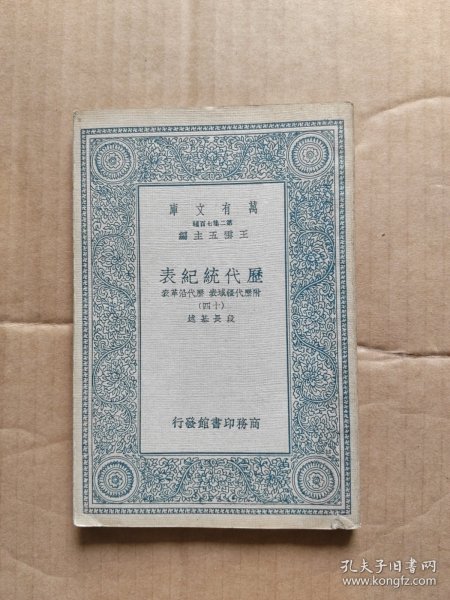 萬有文庫
第二集七百種
王雲五主編
歷代統紀表
附歷代疆域表 歷代沿革表
(十四)
段長基述
商務印書館發行
孔夫子旧书网
www.kongfz.com